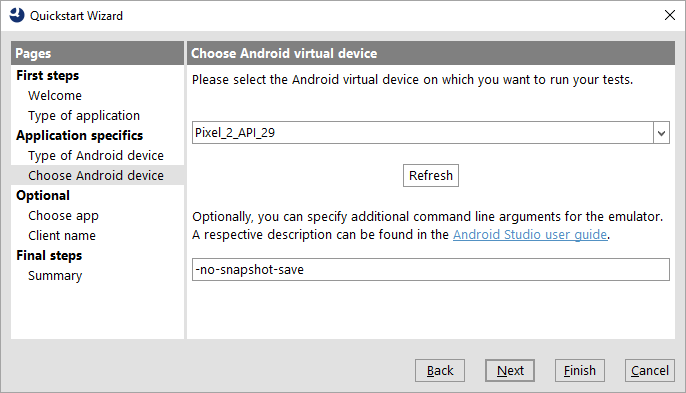 Quickstart Wizard
Pages
First steps
Welcome
Type of application
Application specifics
Type of Android device
Choose Android device
Optional
Choose app
Client name
Final steps
Summary
Choose Android virtual device
Please select the Android virtual device on which you want to run your tests.
Pixel_2_API_29
Refresh
Optionally, you can specify additional command line arguments for the emulator.
A respective description can be found in the Android Studio user guide.
-no-snapshot-save
Back
Next
Finish
Cancel